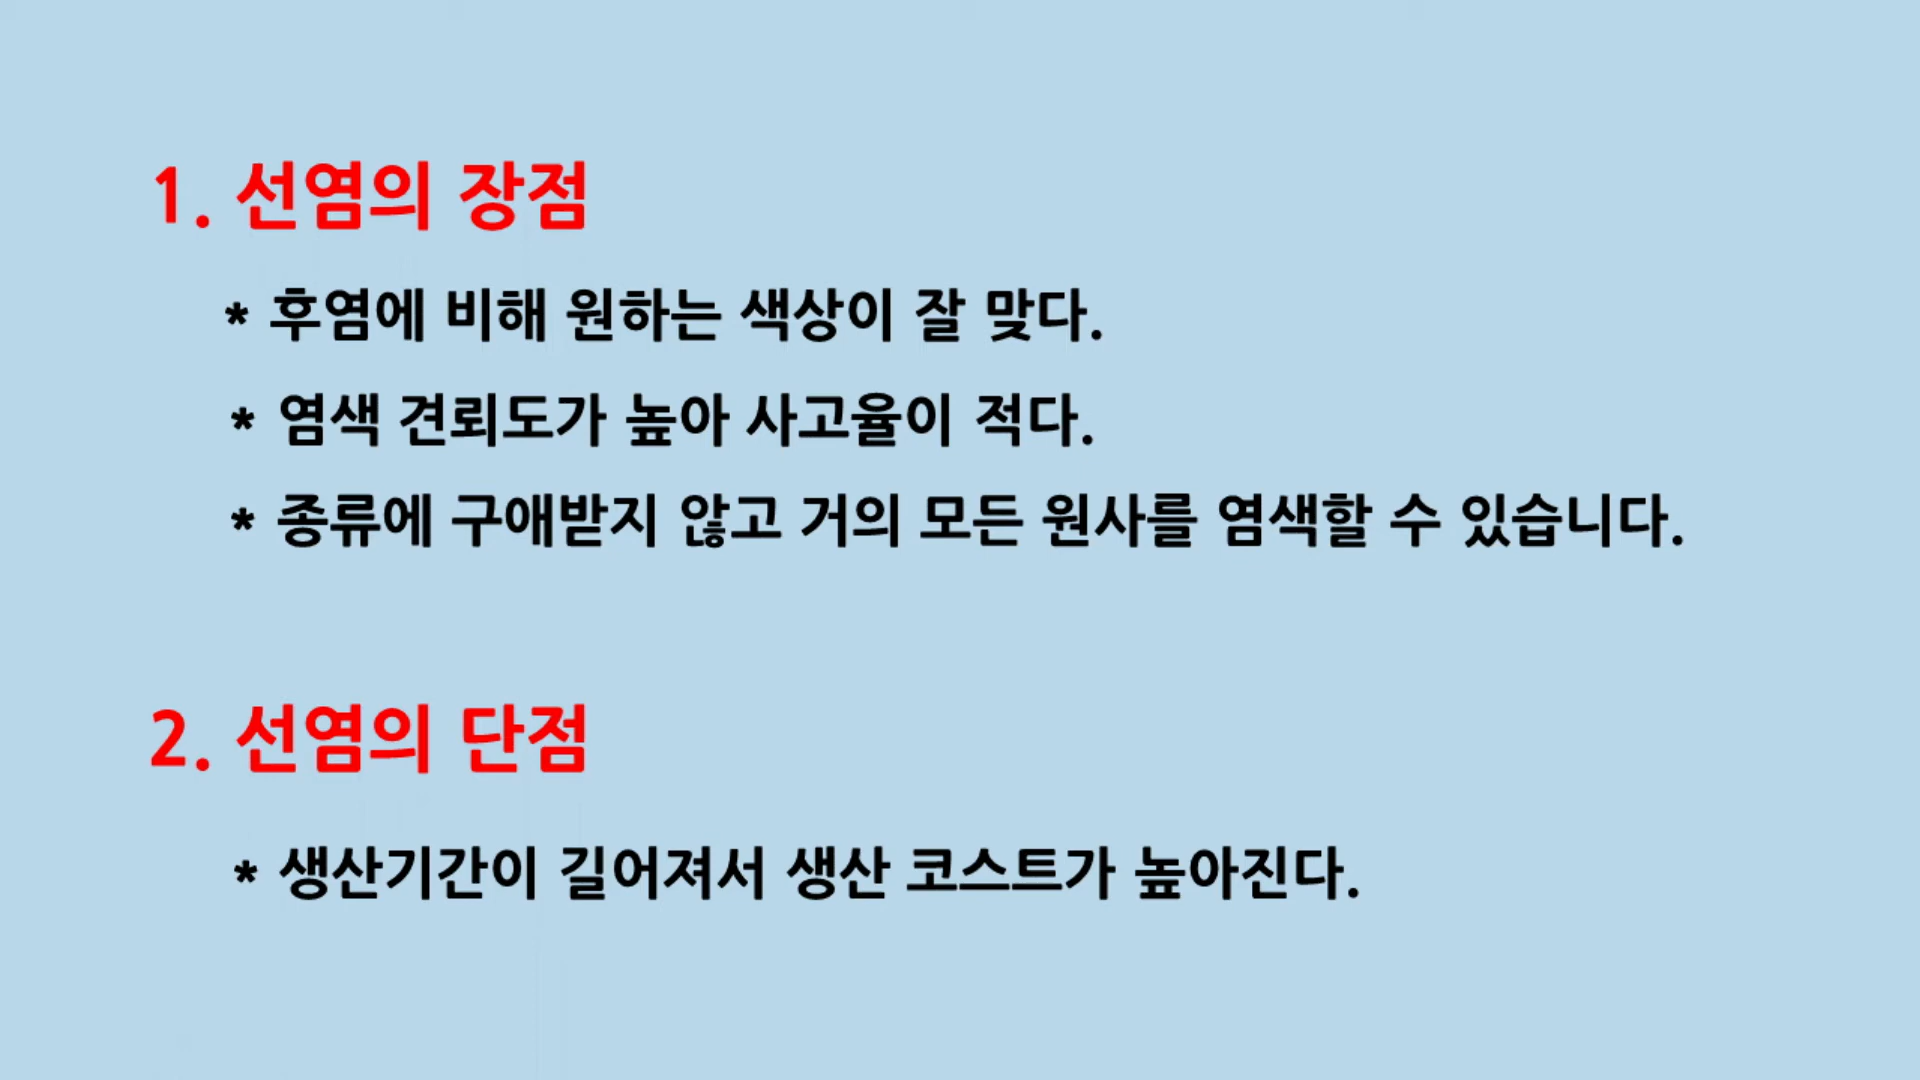 1. 선염의 장점
* 후염에 비해 원하는 색상이 잘 맞다.
* 염색 견뢰도가 높아 사고율이 적다.
* 종류에 구애받지 않고 거의 모든 원사를 염색할 수 있습니다.
2. 선염의 단점
* 생산기간이 길어져서 생산 코스트가 높아진다.